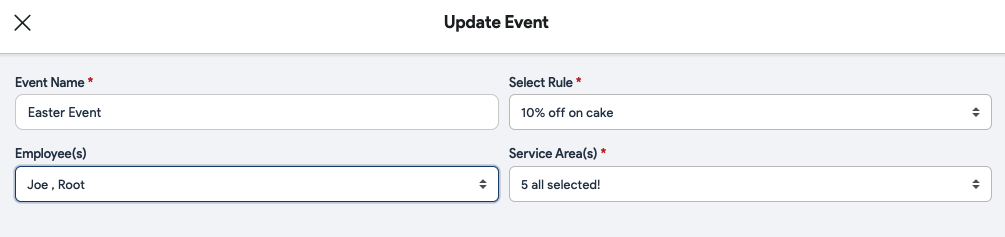 Update Event
Event Name *
Select Rule *
Easter Event
10% off on cake
Employee(s)
Service Area(s) *
Joe , Root
5 all selected!